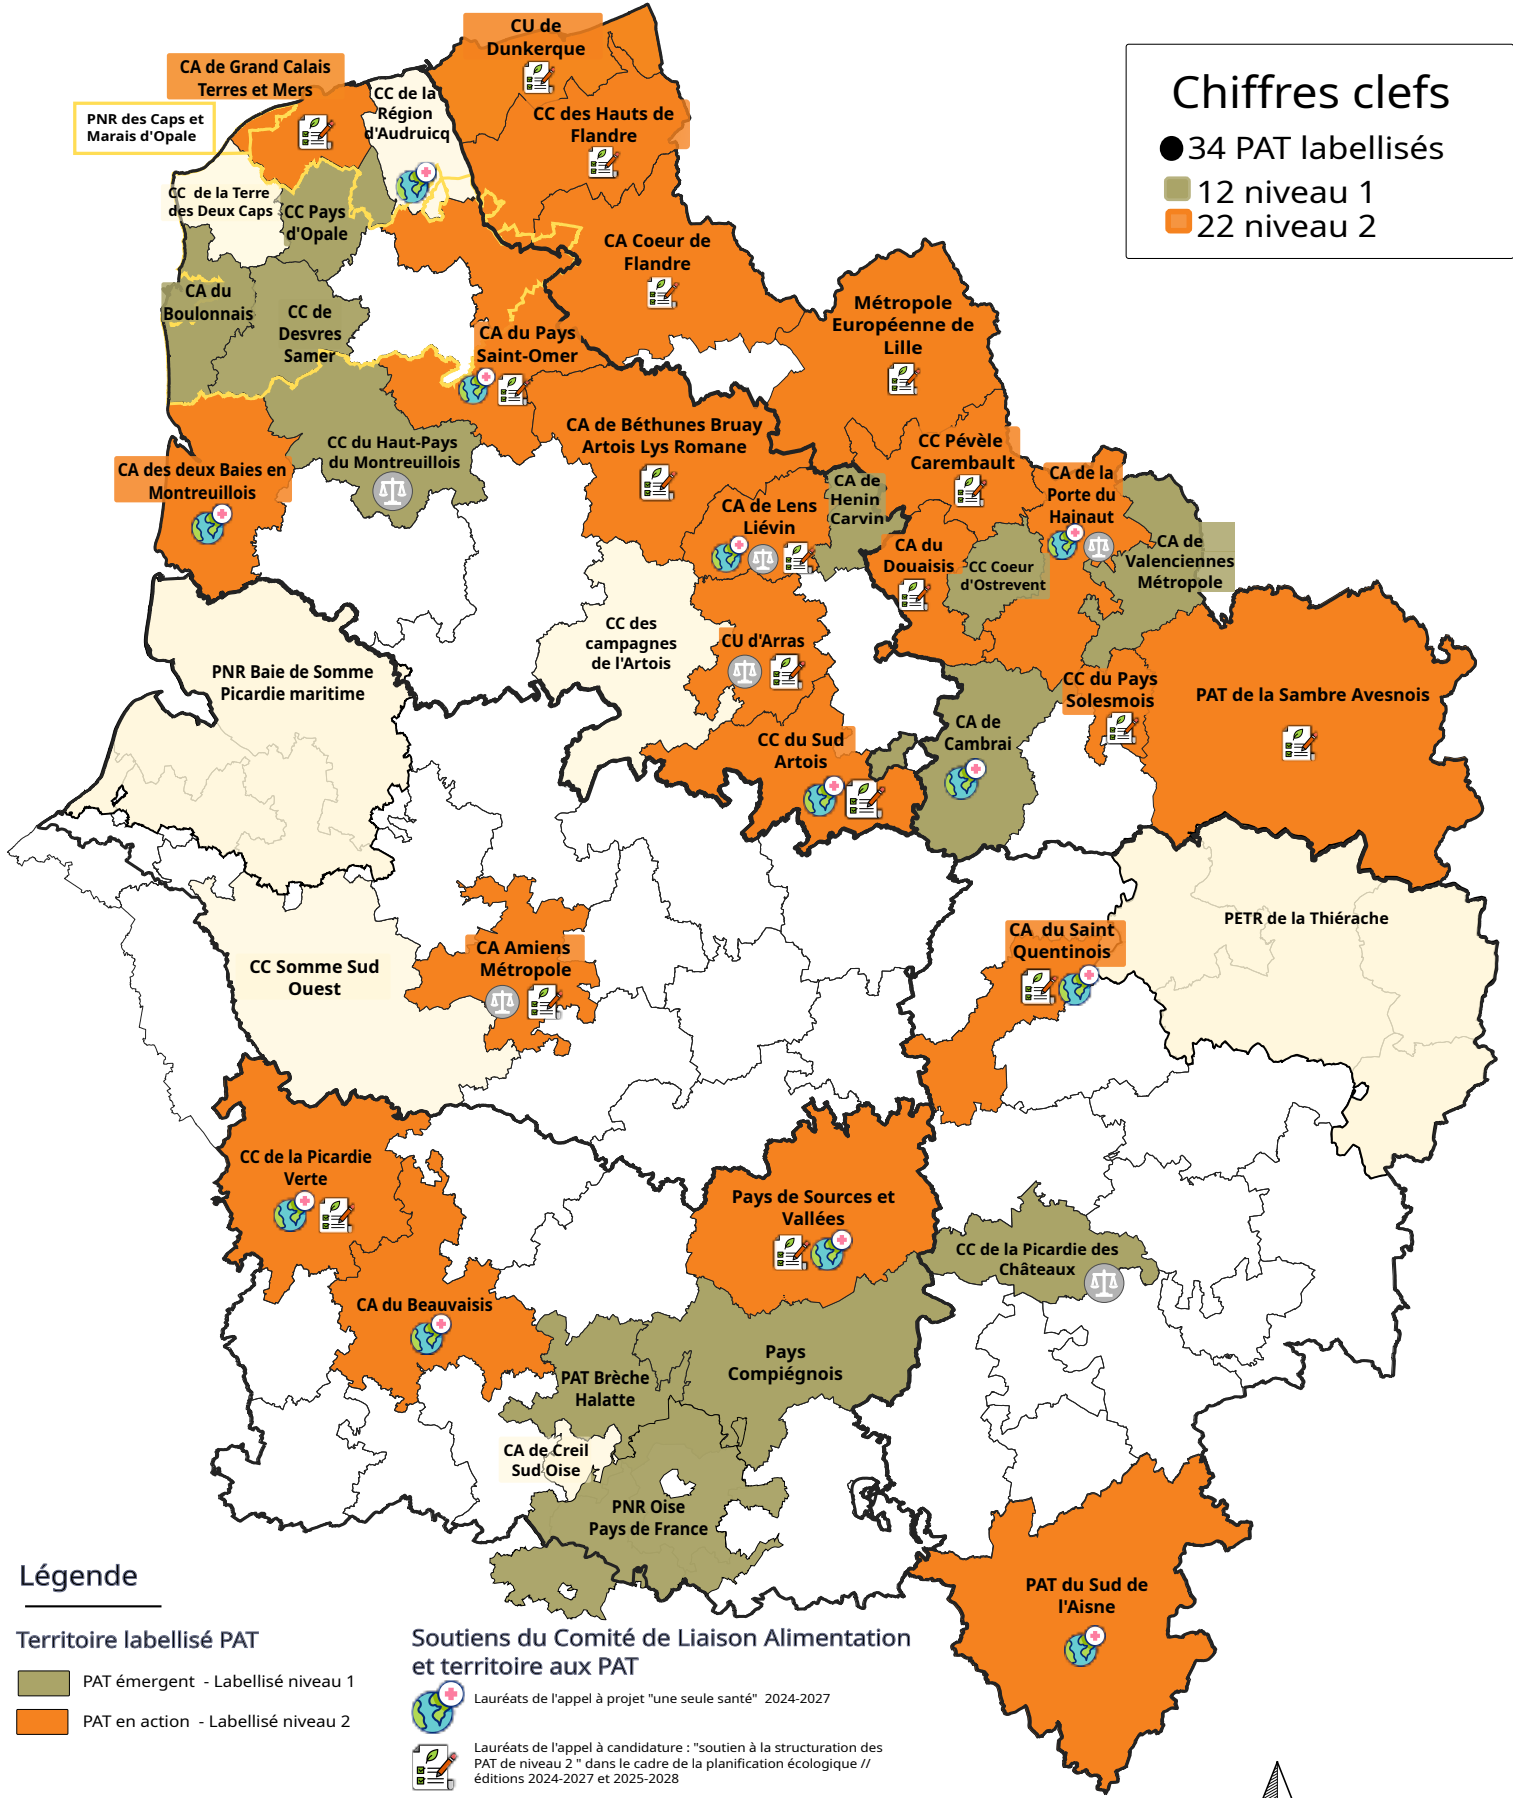 CU de
Dunkerque
CA de Grand Calais
Terres et Mers
CC de la
Région
d'Audruicq
PNR des Caps et
Marais d'Opale
CC des Hauts de
Flandre
Chiffres clefs
34 PAT labellisés
12 niveau 1
22 niveau 2
CC de la Terre
des Deux Caps
CC Pays
d'Opale
CA Coeur de
Flandre
CA du
Boulonnais
CC de
Desvres
Samer
CA du Pays
Saint-Omer
Métropole
Européenne de
Lille
CA de Béthunes Bruay
Artois Lys Romane
CC du Haut-Pays
du Montreuillois
CA des deux Baies en
Montreuillois
CC Pévèle
Carembault
CA de
Henin
Carvin
CA de la
Porte du
Hainaut
CA de Lens
Liévin
CA du
Douaisis
CC Coeur
d'Ostrevent
CA de
Valenciennes
Métropole
CC des
campagnes
de l'Artois
CU d'Arras
PNR Baie de Somme
Picardie maritime
CC du Pays
Solesmois
PAT de la Sambre Avesnois
CC du Sud
Artois
CA de
Cambrai
PETR de la Thiérache
CA du Saint
Quentinois
CA Amiens
Métropole
CC Somme Sud
Ouest
CC de la Picardie
Verte
Pays de Sources et
Vallées
CC de la Picardie des
Châteaux
CA du Beauvaisis
Pays
Compiégnois
PAT Brèche
Halatte
CA de Creil
Sud Oise
PNR Oise
Pays de France
PAT du Sud de
l'Aisne
Légende
Territoire labellisé PAT
PAT émergent - Labellisé niveau 1
PAT en action - Labellisé niveau 2
Soutiens du Comité de Liaison Alimentation
et territoire aux PAT
Lauréats de l'appel à projet "une seule santé" 2024-2027
Lauréats de l'appel à candidature : "soutien à la structuration des
PAT de niveau 2 " dans le cadre de la planification écologique //
éditions 2024-2027 et 2025-2028